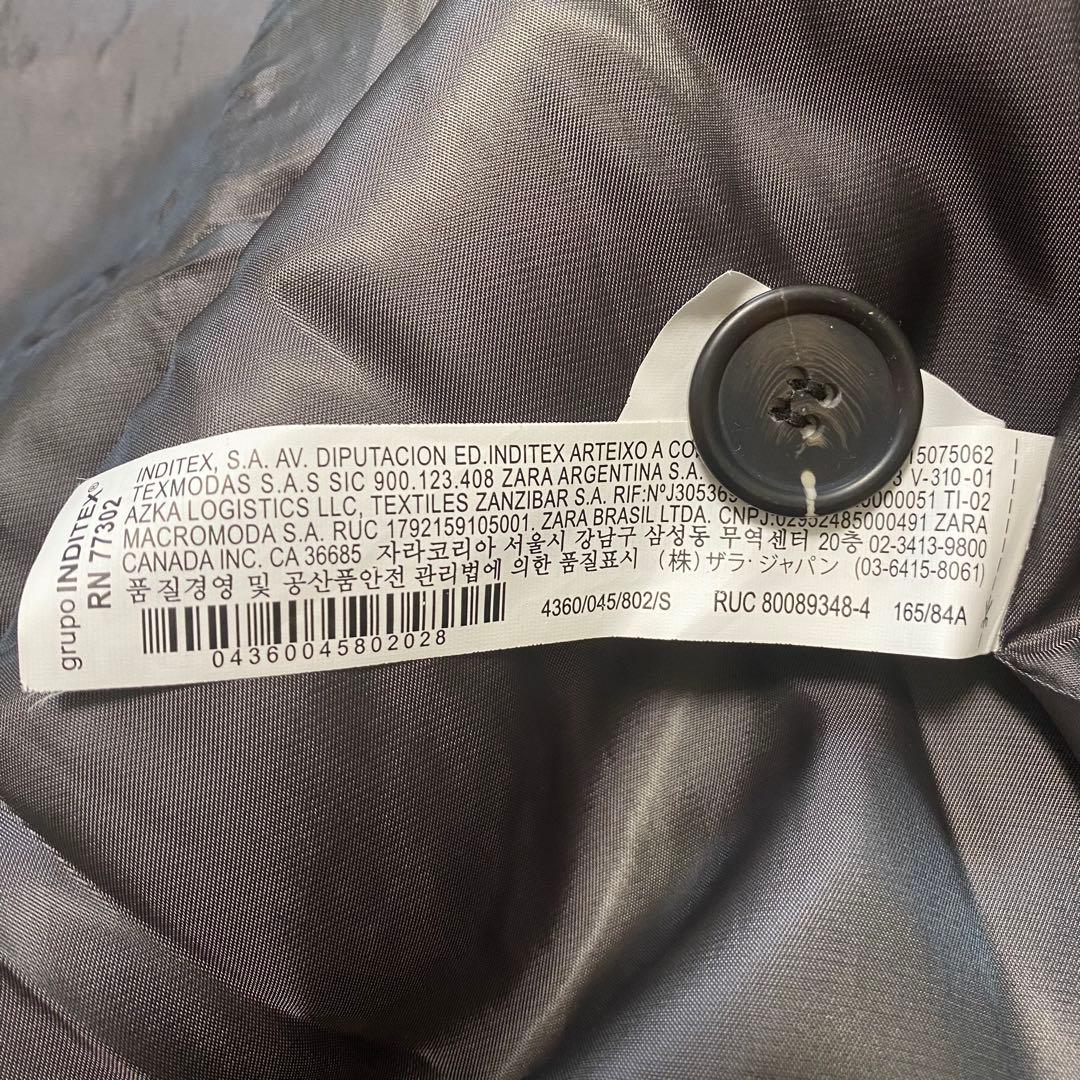 grupo INDITEX®
RN 77302
INDITEX, S.A. AV. DIPUTACION ED.INDITEX ARTEIXO A 15075062
TEXMODAS S.A.S SIC 900.123.408 ZARA ARGENTINA S.A. V-310-01
AZKA LOGISTICS LLC, TEXTILES ZANZIBAR S.A. TI-02
MACROMODA S.A. RUC 1792159105001. ZARA BRASIL LTDA. ZARA
CANADA INC. CA 36685 자라코리아 서울시 강남구 삼성동 무역센터 20층 02-3413-9800
품질경영 및 공산품안전 관리법에 의한 품질표시 (株) ザラ・ジャパン (03-6415-8061)
4360/045/802/S RUC 80089348-4 165/84A
04360045802028